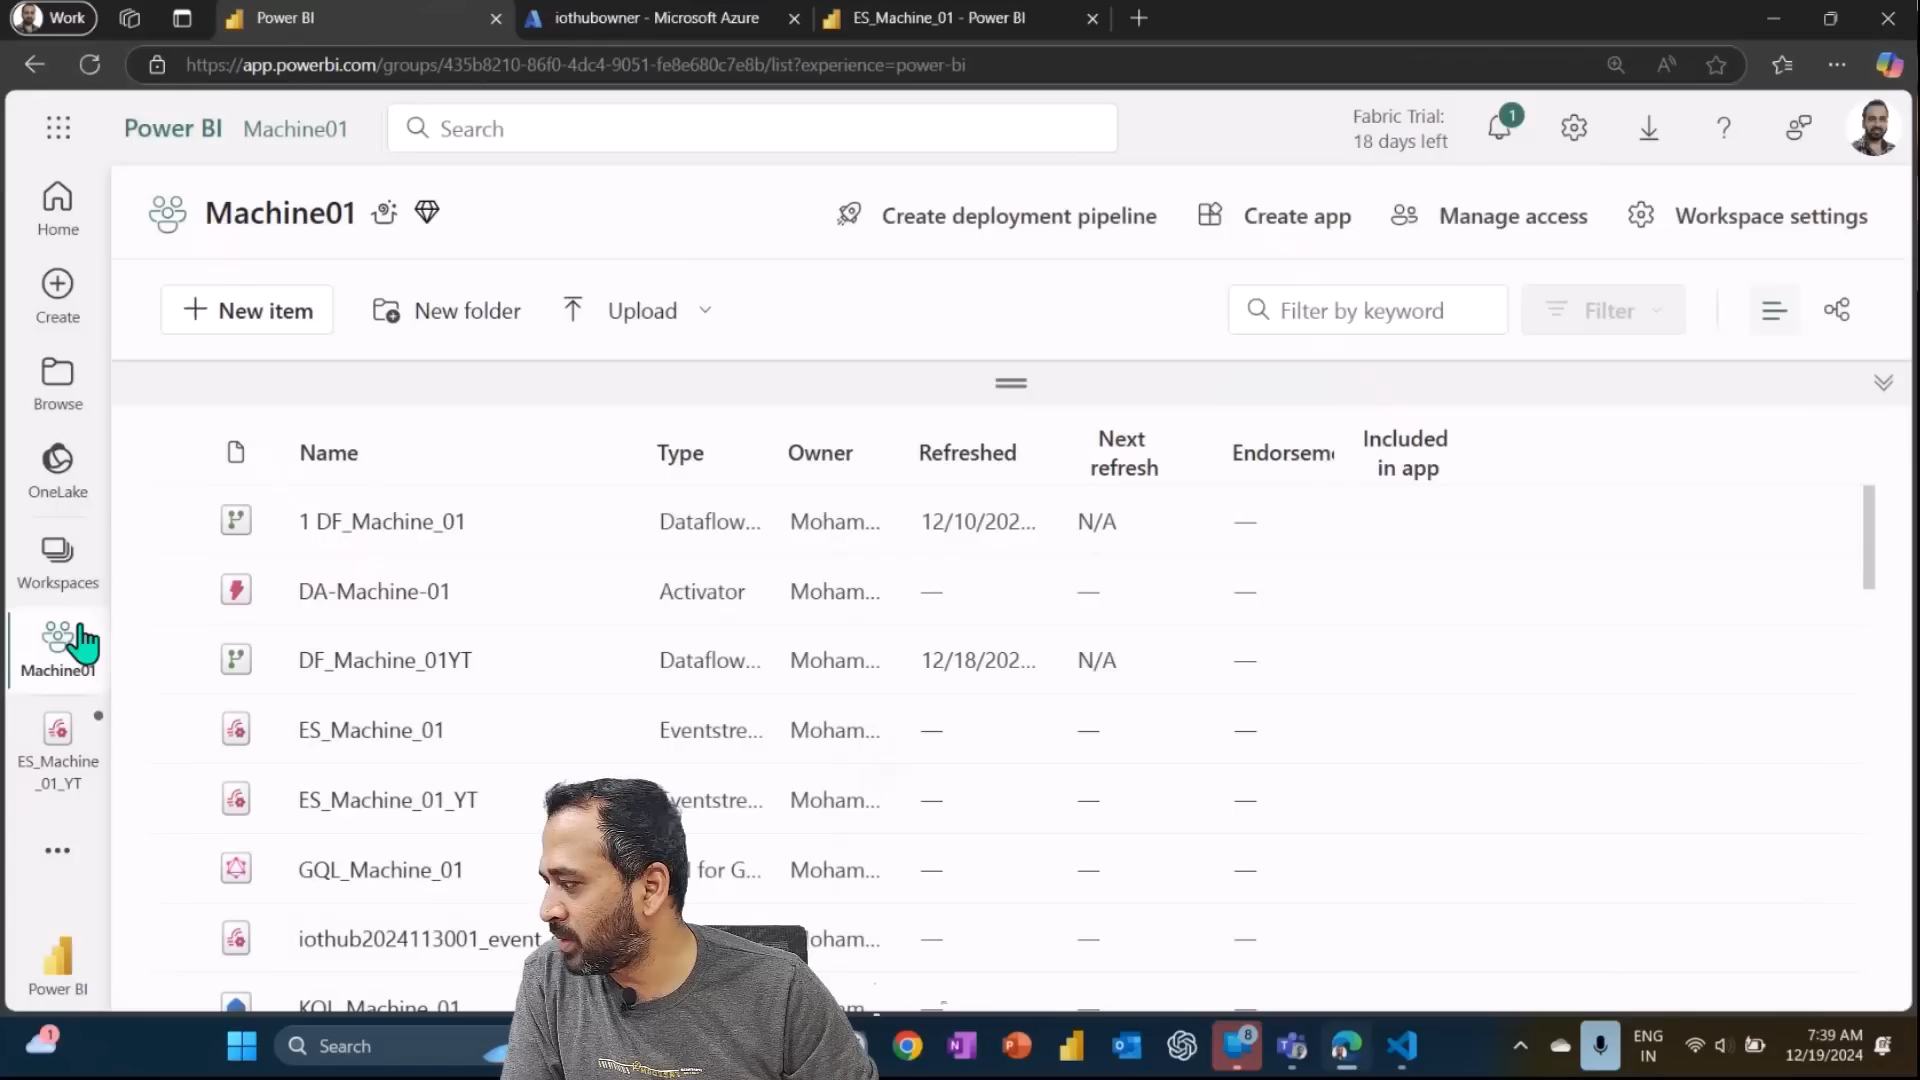 Work
Power BI
iothubowner - Microsoft Azure
ES_Machine_01 - Power BI
https://app.powerbi.com/groups/435b8210-86f0-4dc4-9051-fe8e680c7e8b/list?experience=power-bi
Power BI Machine01
Search
Fabric Trial:
18 days left
1
Machine01
Create deployment pipeline
Create app
Manage access
Workspace settings
New item
New folder
Upload
Filter by keyword
Filter
Home
Create
Browse
OneLake
Workspaces
Machine01
ES_Machine
_01_YT
Power BI
Name Type Owner Refreshed Next refresh Endorseme Included in app
1 DF_Machine_01 Dataflow... Moham... 12/10/202... N/A —
DA-Machine-01 Activator Moham... — — —
DF_Machine_01YT Dataflow... Moham... 12/18/202... N/A —
ES_Machine_01 Eventstre... Moham... — — —
ES_Machine_01_YT ventstre... Moham... — — —
GQL_Machine_01 I for G... Moham... — — —
iothub2024113001_event oham... — — —
KQL_Machine_01
1
Search
8
ENG
IN
7:39 AM
12/19/2024